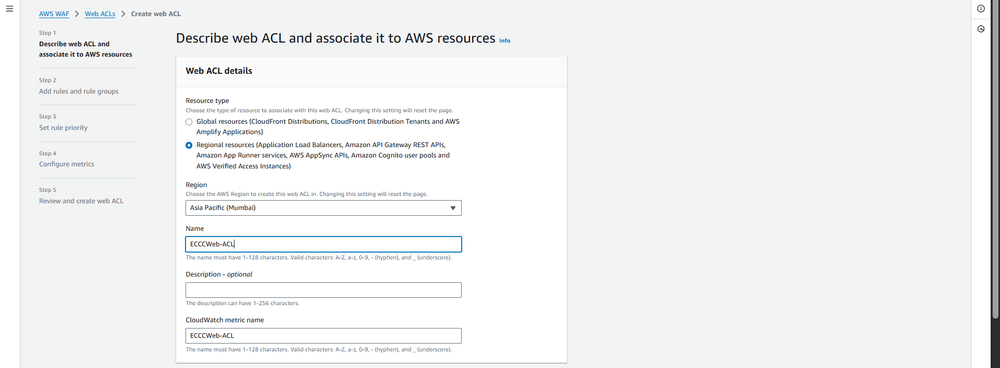 AWS WAF > Web ACLs > Create web ACL
Step 1
Describe web ACL and
associate it to AWS resources
Step 2
Add rules and rule groups
Step 3
Set rule priority
Step 4
Configure metrics
Step 5
Review and create web ACL
Describe web ACL and associate it to AWS resources Info
Web ACL details
Resource type
Choose the type of resource to associate with this web ACL. Changing this setting will reset the page.
Global resources (CloudFront Distributions, CloudFront Distribution Tenants and AWS
Amplify Applications)
Regional resources (Application Load Balancers, Amazon API Gateway REST APIs,
Amazon App Runner services, AWS AppSync APIs, Amazon Cognito user pools and
AWS Verified Access Instances)
Region
Choose the AWS Region to create this web ACL in. Changing this setting will reset the page.
Asia Pacific (Mumbai)
Name
ECCCWeb-ACL
The name must have 1-128 characters. Valid characters: A-Z, a-z, 0-9, - (hyphen), and _ (underscore).
Description - optional
The description can have 1-256 characters.
CloudWatch metric name
ECCCWeb-ACL
The name must have 1-128 characters. Valid characters: A-Z, a-z, 0-9, - (hyphen), and _ (underscore).